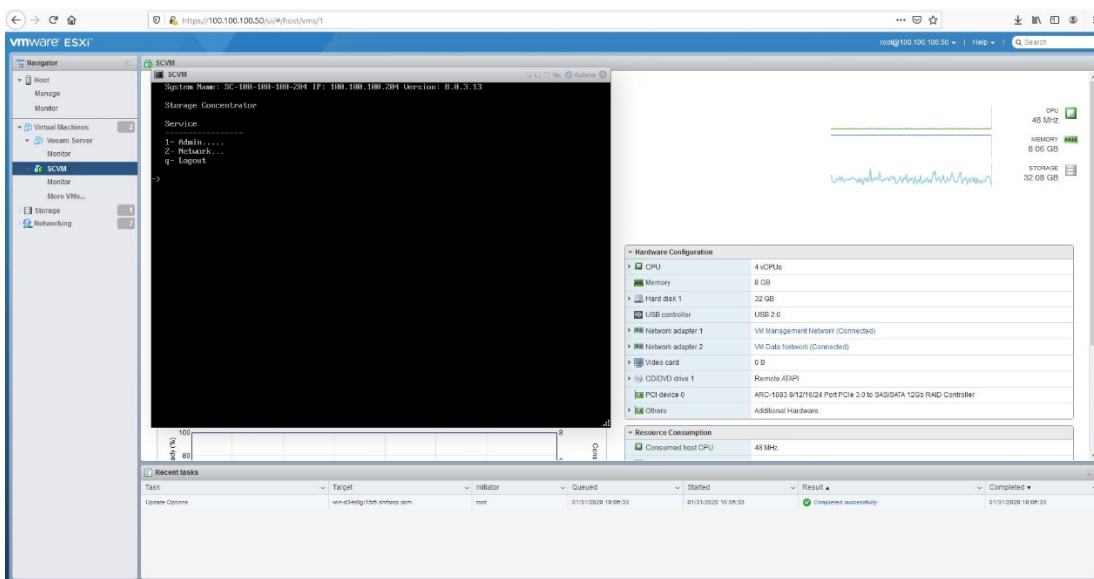 https://100.100.100.50/ui/#/host/vms/1
vmware ESXi
root@100.100.100.50
Help
Search
Navigator
Host
Manage
Monitor
Virtual Machines
2
Veeam Server
Monitor
SCVM
Monitor
More VMs...
Storage
1
Networking
2
SCVM
SCVM
Actions
System Name: SC-100-100-100-204 IP: 100.100.100.204 Version: 8.0.3.13
Storage Concentrator
Service
----------------
1- Admin.....
2- Network...
q- Logout
->
CPU
48 MHz
MEMORY
8.06 GB
STORAGE
32.08 GB
Hardware Configuration
CPU 4 vCPUs
Memory 8 GB
Hard disk 1 32 GB
USB controller USB 2.0
Network adapter 1 VM Management Network (Connected)
Network adapter 2 VM Data Network (Connected)
Video card 0 B
CD/DVD drive 1 Remote ATAPI
PCI device 0 ARC-1883 8/12/16/24 Port PCIe 3.0 to SAS/SATA 12Gb RAID Controller
Others Additional Hardware
Resource Consumption
Consumed host CPU 48 MHz
100
8
80
Recent tasks
Task Target Initiator Queued Started Result Completed
Update Options root 01/31/2020 10:06:33 01/31/2020 10:06:33 Completed successfully 01/31/2020 10:06:33